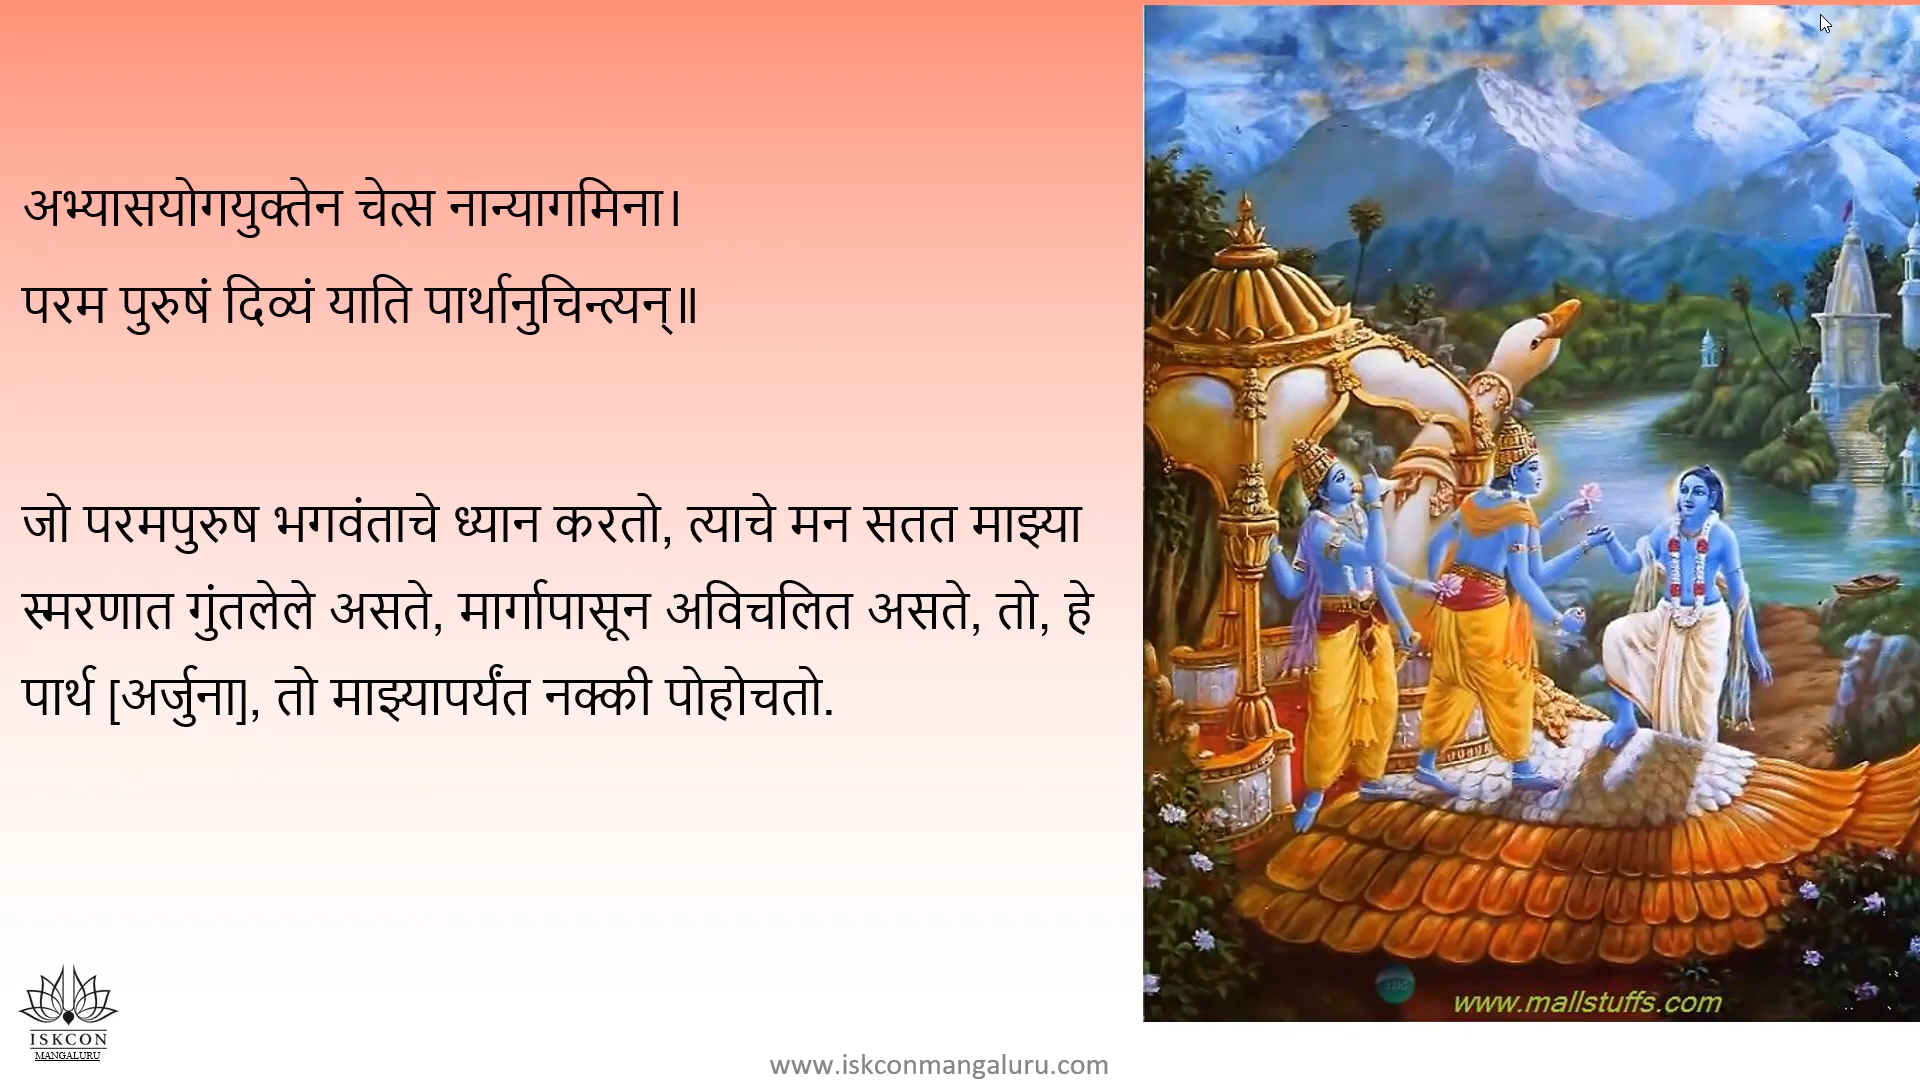 अभ्यासयोगयुक्तेन चेत्स नान्यागमिना।
परम पुरुषं दिव्यं याति पार्थानुचिन्त्यन्॥
जो परमपुरुष भगवंताचे ध्यान करतो, त्याचे मन सतत माझ्या
स्मरणात गुंतलेले असते, मार्गापासून अविचलित असते, तो, हे
पार्थ [अर्जुना], तो माझ्यापर्यंत नक्की पोहोचतो.
www.mallstuffs.com
ISKCON
MANGALURU
www.iskconmangaluru.com